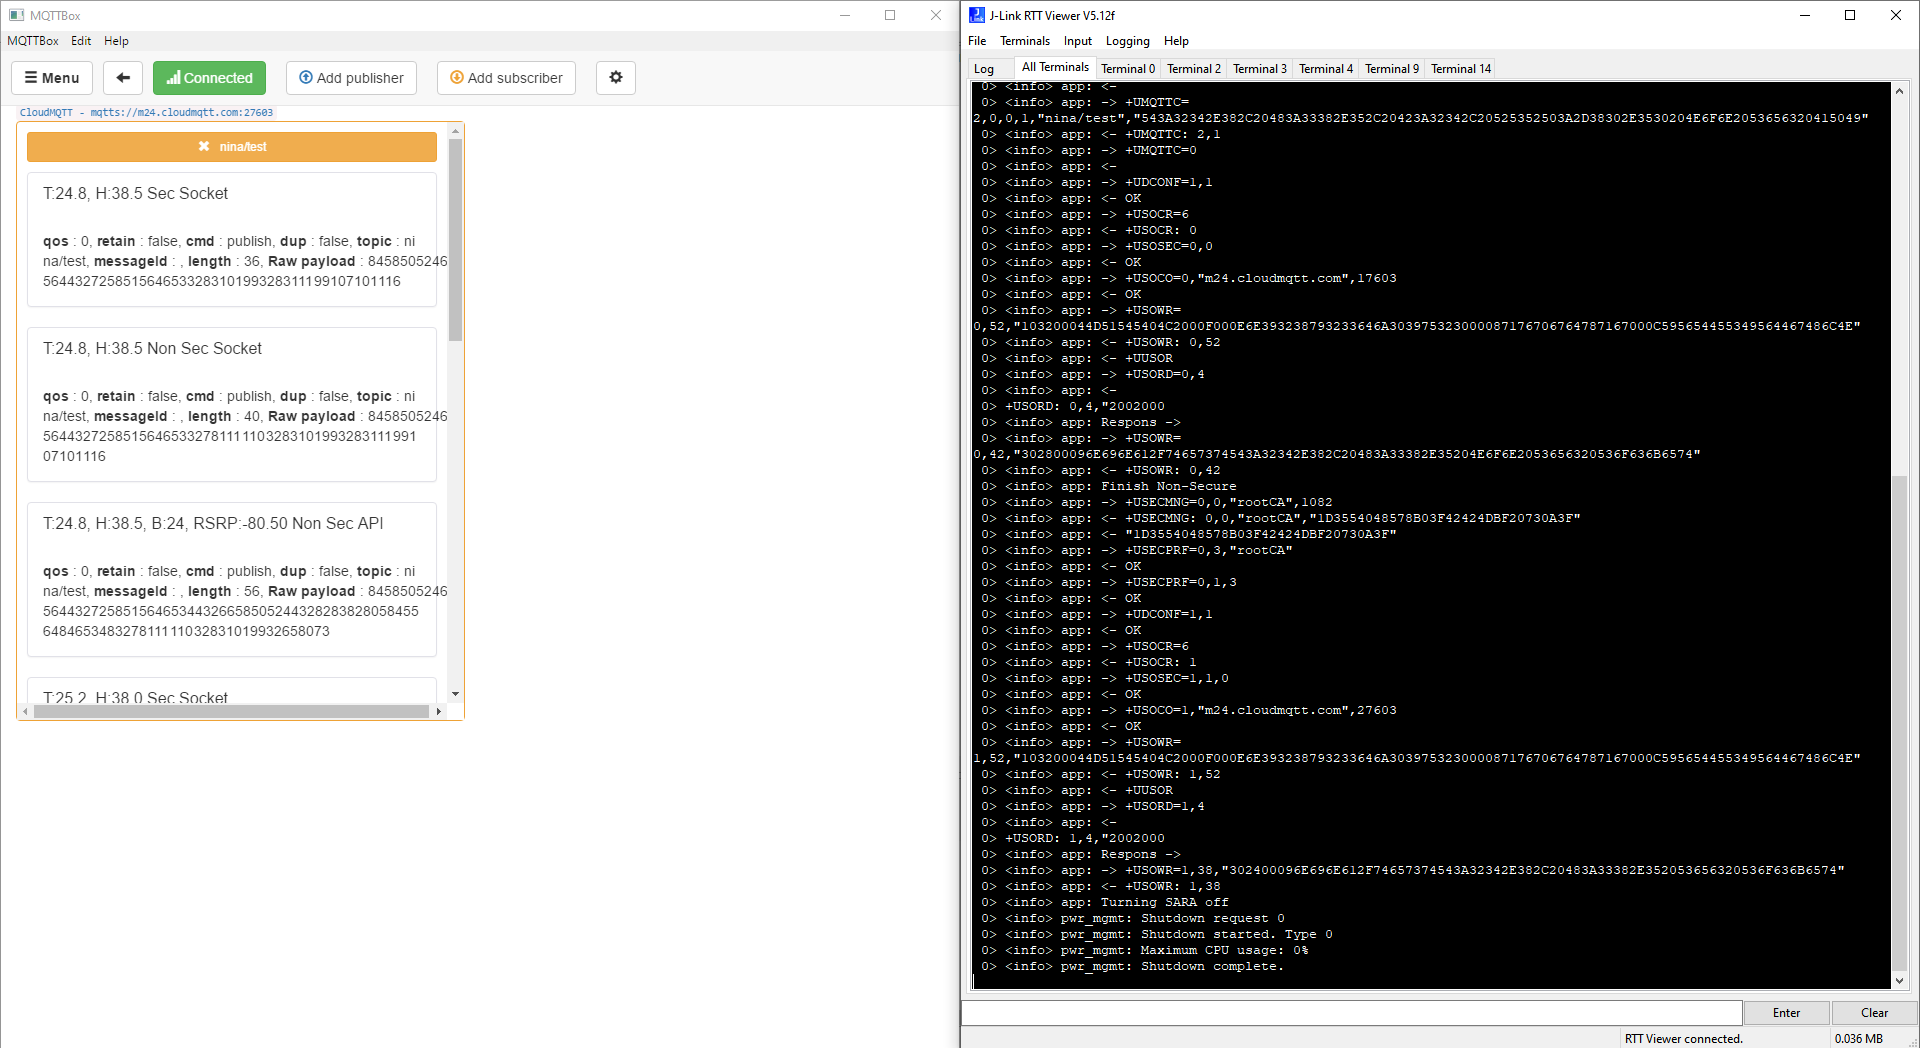 MQTTBox
MQTTBox Edit Help
Menu
Connected
Add publisher
Add subscriber
CloudMQTT - mqtts://m24.cloudmqtt.com:27603
✖ nina/test
T:24.8, H:38.5 Sec Socket
qos : 0, retain : false, cmd : publish, dup : false, topic : ni
na/test, messageId : , length : 36, Raw payload : 8458505246
564432725851564653328310199328311199107101116
T:24.8, H:38.5 Non Sec Socket
qos : 0, retain : false, cmd : publish, dup : false, topic : ni
na/test, messageId : , length : 40, Raw payload : 8458505246
56443272585156465332781111103283101993283111991
07101116
T:24.8, H:38.5, B:24, RSRP:-80.50 Non Sec API
qos : 0, retain : false, cmd : publish, dup : false, topic : ni
na/test, messageId : , length : 56, Raw payload : 8458505246
56443272585156465344326658505244328283828058455
6484653483278111110328310199326580​73
T:25.2, H:38.0 Sec Socket
J-Link RTT Viewer V5.12f
File Terminals Input Logging Help
Log All Terminals Terminal 0 Terminal 2 Terminal 3 Terminal 4 Terminal 9 Terminal 14
0> <info> app: <-
0> <info> app: -> +UMQTTC=
2,0,0,1,"nina/test","543A32342E382C20483A33382E352C20423A32342C20525352503A2D38302E3530204E6F6E2053656320415049"
0> <info> app: <- +UMQTTC: 2,1
0> <info> app: -> +UMQTTC=0
0> <info> app: <-
0> <info> app: -> +UDCONF=1,1
0> <info> app: <- OK
0> <info> app: -> +USOCR=6
0> <info> app: <- +USOCR: 0
0> <info> app: -> +USOSEC=0,0
0> <info> app: <- OK
0> <info> app: -> +USOCO=0,"m24.cloudmqtt.com",17603
0> <info> app: <- OK
0> <info> app: -> +USOWR=
0,52,"103200044D51545404C2000F000E6E393238793233646A30397532300008717670676478716​7000C595654455349564467486C4E"
0> <info> app: <- +USOWR: 0,52
0> <info> app: <- +UUSOR
0> <info> app: -> +USORD=0,4
0> <info> app: <-
0> +USORD: 0,4,"2002000
0> <info> app: Respons ->
0> <info> app: -> +USOWR=
0,42,"302800096E696E612F74657374543A32342E382C20483A33382E35204E6F6E2053656320536F636B6574"
0> <info> app: <- +USOWR: 0,42
0> <info> app: Finish Non-Secure
0> <info> app: -> +USECMNG=0,0,"rootCA",1082
0> <info> app: <- +USECMNG: 0,0,"rootCA","1D3554048578B03F42424DBF20730A3F"
0> <info> app: <- "1D3554048578B03F42424DBF20730A3F"
0> <info> app: -> +USECPRF=0,3,"rootCA"
0> <info> app: <- OK
0> <info> app: -> +USECPRF=0,1,3
0> <info> app: <- OK
0> <info> app: -> +UDCONF=1,1
0> <info> app: <- OK
0> <info> app: -> +USOCR=6
0> <info> app: <- +USOCR: 1
0> <info> app: -> +USOSEC=1,1,0
0> <info> app: <- OK
0> <info> app: -> +USOCO=1,"m24.cloudmqtt.com",27603
0> <info> app: <- OK
0> <info> app: -> +USOWR=
1,52,"103200044D51545404C2000F000E6E393238793233646A303975323000087176706764787167000C595654455349564467486C4E"
0> <info> app: <- +USOWR: 1,52
0> <info> app: <- +UUSOR
0> <info> app: -> +USORD=1,4
0> <info> app: <-
0> +USORD: 1,4,"2002000
0> <info> app: Respons ->
0> <info> app: -> +USOWR=1,38,"302400096E696E612F74657374543A32342E382C20483A33382E352053656320536F636B6574"
0> <info> app: <- +USOWR: 1,38
0> <info> app: Turning SARA off
0> <info> pwr_mgmt: Shutdown request 0
0> <info> pwr_mgmt: Shutdown started. Type 0
0> <info> pwr_mgmt: Maximum CPU usage: 0%
0> <info> pwr_mgmt: Shutdown complete.
Enter Clear
RTT Viewer connected. 0.036 MB